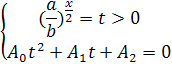 (a/b)^(x/2) = t > 0
A₀t² + A₁t + A₂ = 0